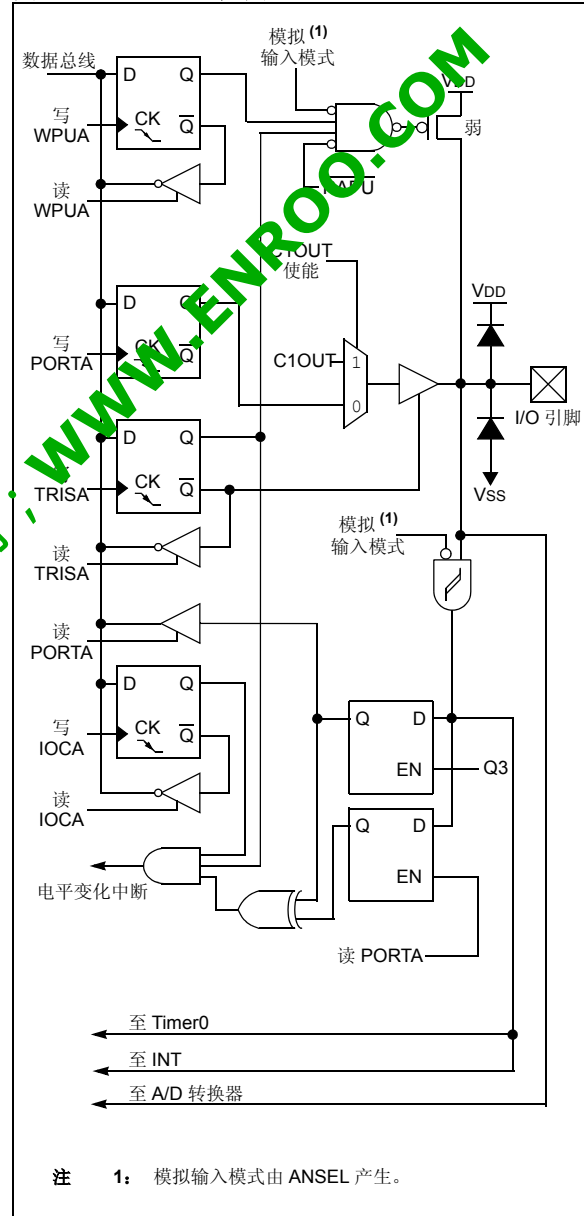 数据总线
D Q
模拟 (1)
输入模式
VDD
写
WPUA
CK Q
弱
读
WPUA
RAPU
C1OUT
使能
D Q
VDD
写
PORTA
CK Q
C1OUT 1
0
I/O 引脚
D Q
TRISA
CK Q
VSS
模拟 (1)
输入模式
读
TRISA
读
PORTA
D Q
写
IOCA
CK Q
Q D
EN Q3
读
IOCA
Q D
EN
电平变化中断
读 PORTA
至 Timer0
至 INT
至 A/D 转换器
注 1： 模拟输入模式由 ANSEL 产生。
, WWW.ENROO.COM